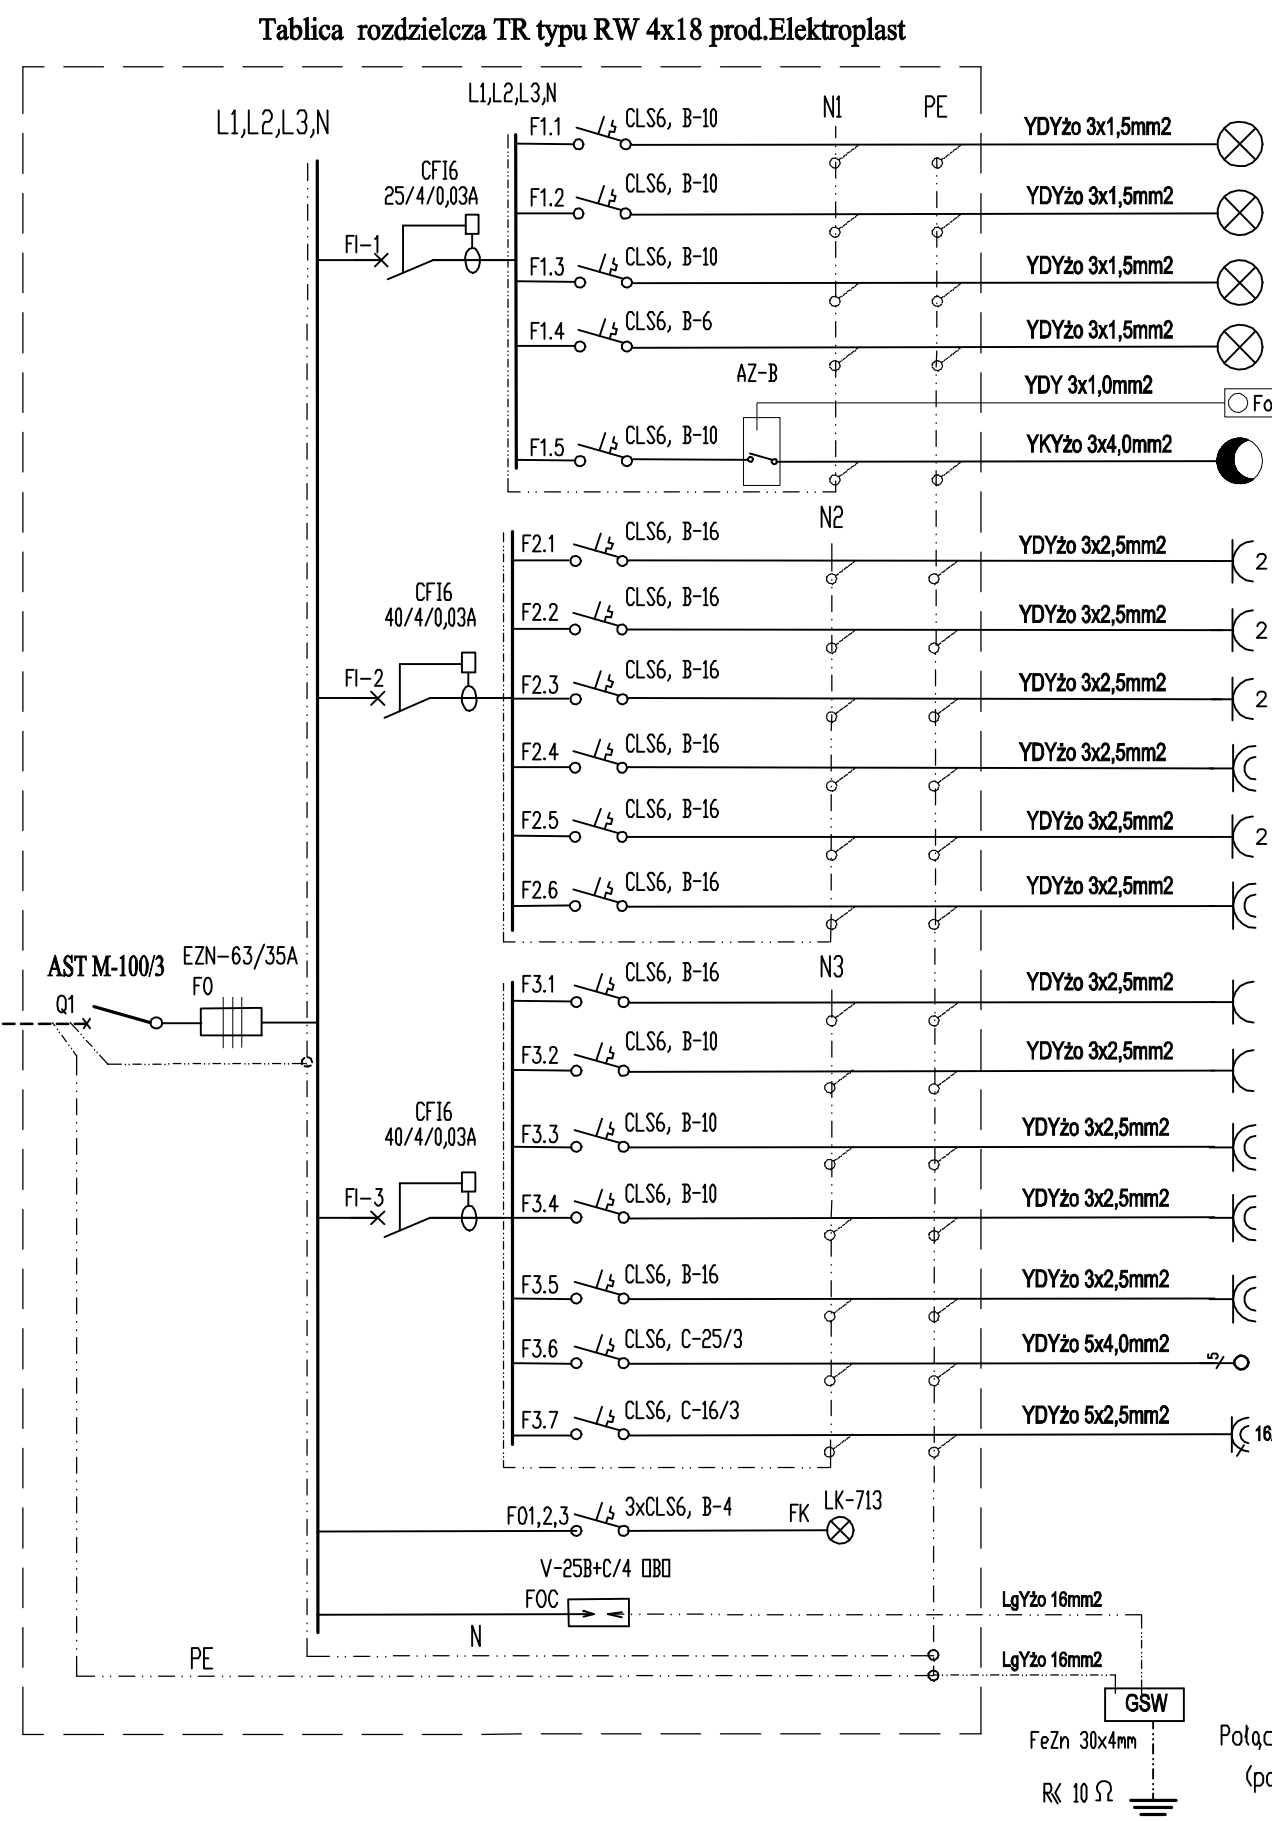 Tablica rozdzielcza TR typu RW 4x18 prod.Elektroplast
L1,L2,L3,N
L1,L2,L3,N
N1
PE
F1.1
CLS6, B-10
YDYżo 3x1,5mm2
CFI6
25/4/0,03A
FI-1
F1.2
CLS6, B-10
YDYżo 3x1,5mm2
F1.3
CLS6, B-10
YDYżo 3x1,5mm2
F1.4
CLS6, B-6
YDYżo 3x1,5mm2
AZ-B
YDY 3x1,0mm2
Fo
F1.5
CLS6, B-10
YKYżo 3x4,0mm2
N2
F2.1
CLS6, B-16
YDYżo 3x2,5mm2
2
CFI6
40/4/0,03A
FI-2
F2.2
CLS6, B-16
YDYżo 3x2,5mm2
2
F2.3
CLS6, B-16
YDYżo 3x2,5mm2
2
F2.4
CLS6, B-16
YDYżo 3x2,5mm2
F2.5
CLS6, B-16
YDYżo 3x2,5mm2
2
F2.6
CLS6, B-16
YDYżo 3x2,5mm2
AST M-100/3
Q1
EZN-63/35A
F0
N3
F3.1
CLS6, B-16
YDYżo 3x2,5mm2
F3.2
CLS6, B-10
YDYżo 3x2,5mm2
CFI6
40/4/0,03A
FI-3
F3.3
CLS6, B-10
YDYżo 3x2,5mm2
F3.4
CLS6, B-10
YDYżo 3x2,5mm2
F3.5
CLS6, B-16
YDYżo 3x2,5mm2
F3.6
CLS6, C-25/3
YDYżo 5x4,0mm2
5
F3.7
CLS6, C-16/3
YDYżo 5x2,5mm2
16
F01,2,3
3xCLS6, B-4
FK
LK-713
V-25B+C/4 □B□
FOC
LgYżo 16mm2
N
PE
LgYżo 16mm2
GSW
FeZn 30x4mm
R≤ 10 Ω
Połąc
(po